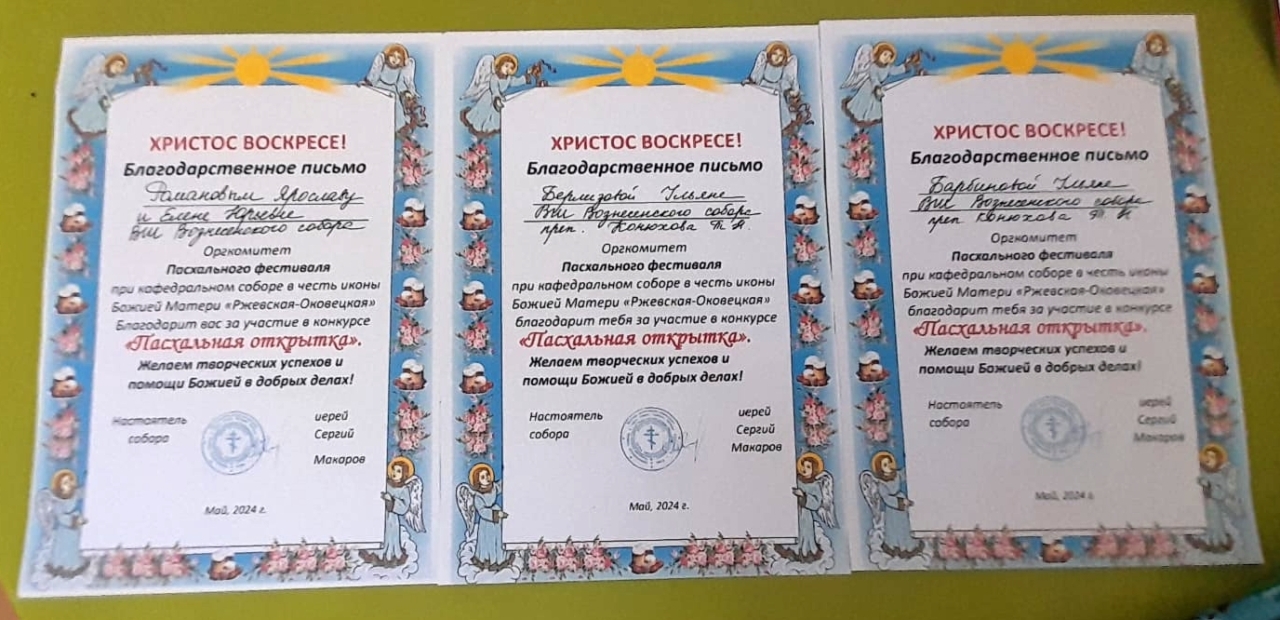 ХРИСТОС ВОСКРЕСЕ!
Благодарственное письмо
Романовым Ярославу
и Елене Юрьевне
ВШ Вознесенского собора
Оргкомитет
Пасхального фестиваля
при кафедральном соборе в честь иконы
Божией Матери «Ржевская-Оковецкая»
Благодарит вас за участие в конкурсе
«Пасхальная открытка».
Желаем творческих успехов и
помощи Божией в добрых делах!
Настоятель иерей
собора Сергий
Макаров
Май, 2024 г.
ХРИСТОС ВОСКРЕСЕ!
Благодарственное письмо
Ульяне
ВШ Вознесенского собора
преп. Конюхова Т. А.
Оргкомитет
Пасхального фестиваля
при кафедральном соборе в честь иконы
Божией Матери «Ржевская-Оковецкая»
благодарит тебя за участие в конкурсе
«Пасхальная открытка».
Желаем творческих успехов и
помощи Божией в добрых делах!
Настоятель иерей
собора Сергий
Макаров
Май, 2024 г.
ХРИСТОС ВОСКРЕСЕ!
Благодарственное письмо
Барбиновой
ВШ Вознесенского собора
преп Конюхова Т.
Оргкомитет
Пасхального фестиваля
при кафедральном соборе в честь иконы
Божией Матери «Ржевская-Оковецкая»
благодарит тебя за участие в конкурсе
«Пасхальная открытка».
Желаем творческих успехов и
помощи Божией в добрых делах!
Настоятель иерей
собора Сергий
Макаров
Май, 2024 г.